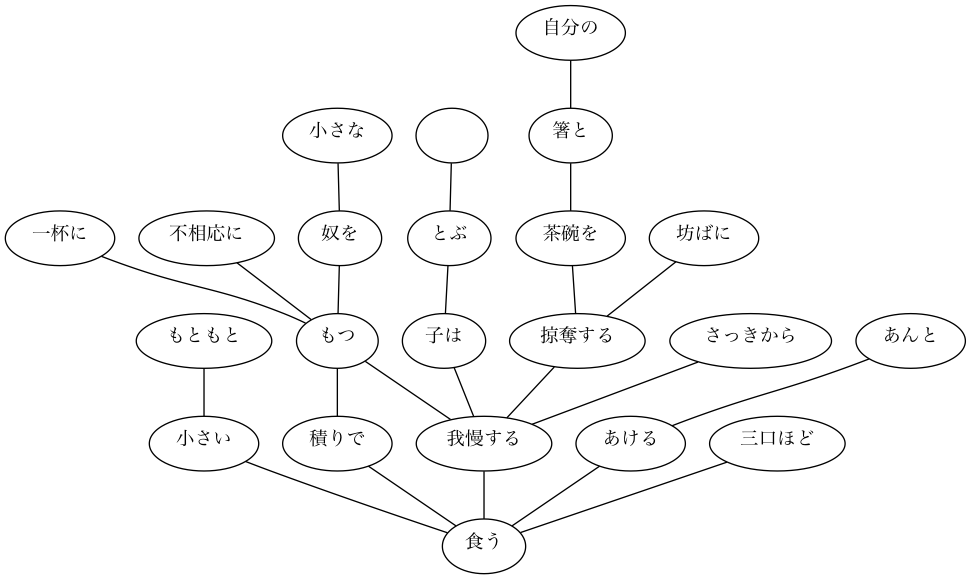 自分の
小さな
箸と
一杯に
不相応に
奴を
とぶ
茶碗を
坊ばに
もともと
もつ
子は
掠奪する
さっきから
あんと
小さい
積りで
我慢する
あける
三口ほど
食う